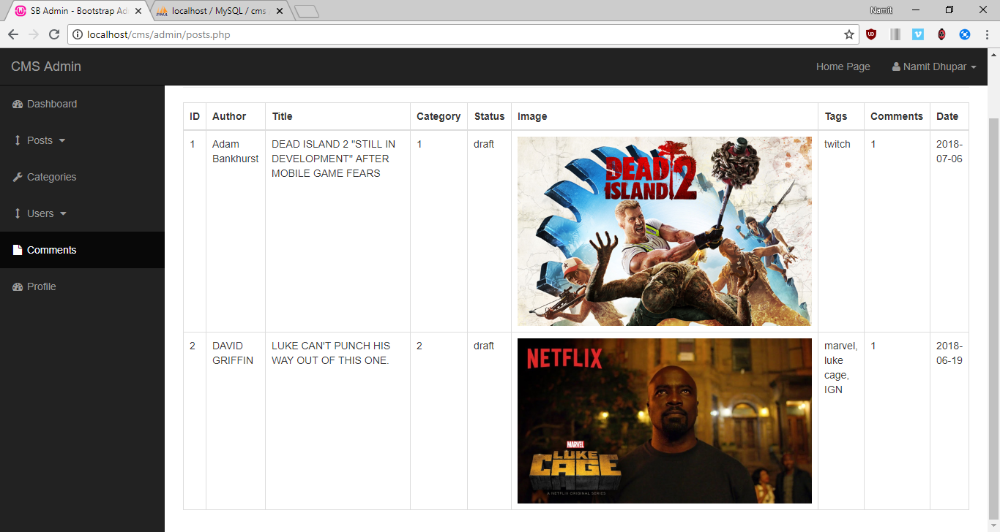 SB Admin - Bootstrap Ad
localhost / MySQL / cms
Namit
localhost/cms/admin/posts.php
CMS Admin
Home Page
Namit Dhupar
Dashboard
Posts
Categories
Users
Comments
Profile
ID Author Title Category Status Image Tags Comments Date
1
Adam
Bankhurst
DEAD ISLAND 2 "STILL IN
DEVELOPMENT" AFTER
MOBILE GAME FEARS
1
draft
DEAD
ISLAND 2
twitch
1
2018-
07-06
2
DAVID
GRIFFIN
LUKE CAN'T PUNCH HIS
WAY OUT OF THIS ONE.
2
draft
NETFLIX
MARVEL
LUKE
CAGE
A NETFLIX ORIGINAL SERIES
marvel,
luke
cage,
IGN
1
2018-
06-19